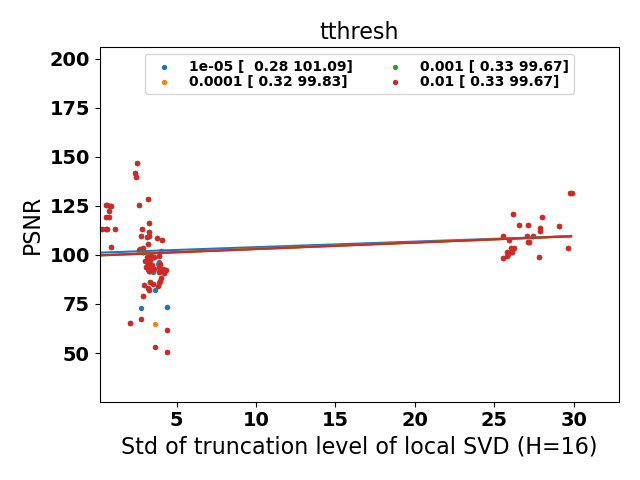 tthresh
1e-05 [  0.28 101.09]
0.0001 [ 0.32 99.83]
0.001 [ 0.33 99.67]
0.01 [ 0.33 99.67]
PSNR
200
175
150
125
100
75
50
5 10 15 20 25 30
Std of truncation level of local SVD (H=16)